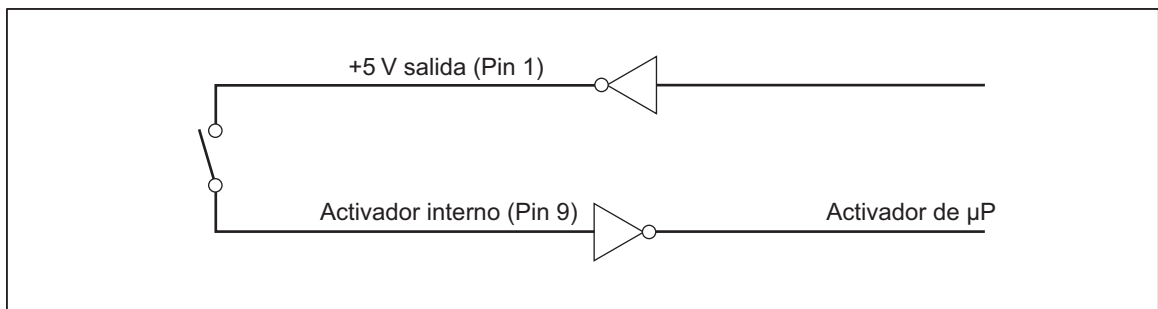 +5 V salida (Pin 1)
Activador interno (Pin 9)
Activador de µP